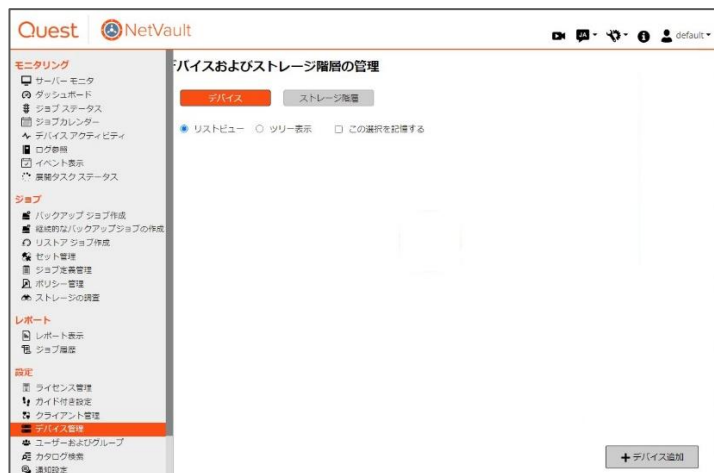 Quest NetVault
JA default
モニタリング
サーバー モニタ
ダッシュボード
ジョブ ステータス
ジョブカレンダー
デバイス アクティビティ
ログ参照
イベント表示
展開タスク ステータス
ジョブ
バックアップ ジョブ作成
継続的なバックアップジョブの作成
リストア ジョブ作成
セット管理
ジョブ定義管理
ポリシー管理
ストレージの調査
レポート
レポート表示
ジョブ履歴
設定
ライセンス管理
ガイド付き設定
クライアント管理
デバイス管理
ユーザーおよびグループ
カタログ検索
通知設定
デバイスおよびストレージ階層の管理
デバイス ストレージ階層
リストビュー ツリー表示 この選択を記憶する
+デバイス追加